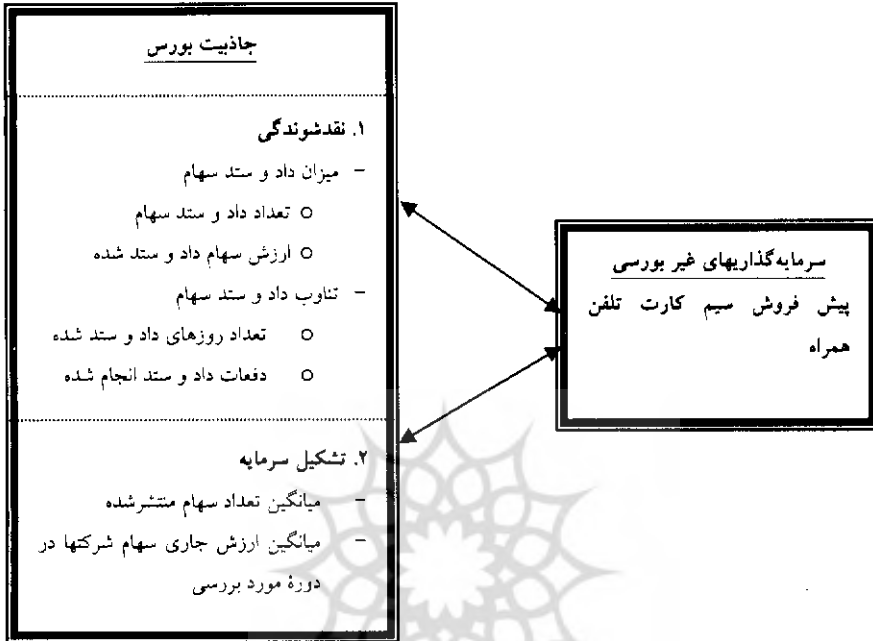 جاذبیت بورس
۱. نقدشوندگی
- میزان داد و ستد سهام
o تعداد داد و ستد سهام
o ارزش سهام داد و ستد شده
- تناوب داد و ستد سهام
o تعداد روزهای داد و ستد شده
o دفعات داد و ستد انجام شده
۲. تشکیل سرمایه
- میانگین تعداد سهام منتشرشده
- میانگین ارزش جاری سهام شرکتها در
دورهٔ مورد بررسی
سرمایه‌گذاریهای غیر بورسی
پیش فروش سیم کارت تلفن
همراه